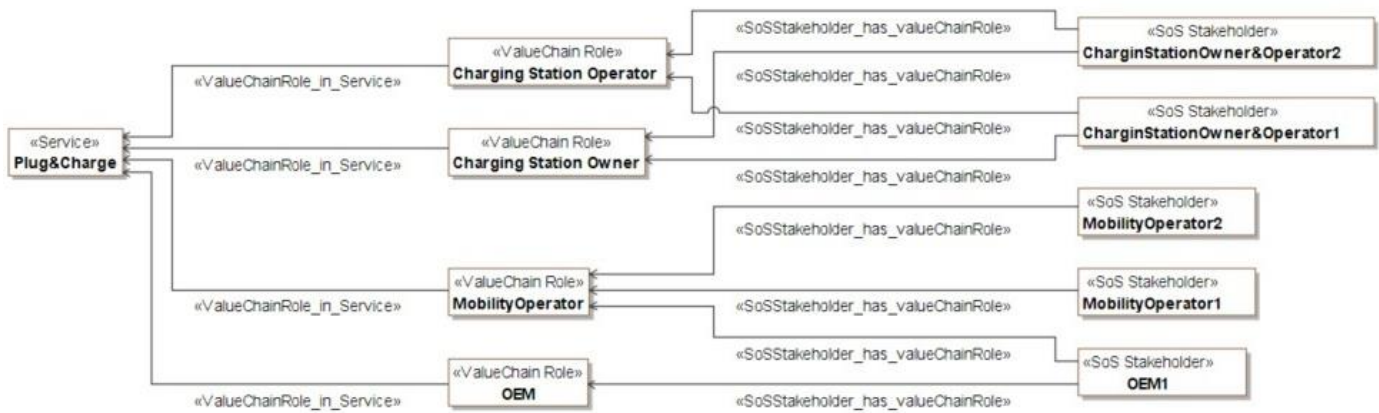 «SoSStakeholder_has_valueChainRole»
«SoS Stakeholder»
CharginStationOwner&Operator2
«ValueChain Role»
Charging Station Operator
«ValueChainRole_in_Service»
«SoSStakeholder_has_valueChainRole»
«SoS Stakeholder»
CharginStationOwner&Operator1
«Service»
Plug&Charge
«ValueChain Role»
Charging Station Owner
«SoSStakeholder_has_valueChainRole»
«ValueChainRole_in_Service»
«SoSStakeholder_has_valueChainRole»
«SoS Stakeholder»
MobilityOperator2
«SoSStakeholder_has_valueChainRole»
«ValueChain Role»
MobilityOperator
«SoS Stakeholder»
MobilityOperator1
«ValueChainRole_in_Service»
«SoSStakeholder_has_valueChainRole»
«SoSStakeholder_has_valueChainRole»
«SoS Stakeholder»
OEM1
«ValueChain Role»
OEM
«ValueChainRole_in_Service»
«SoSStakeholder_has_valueChainRole»